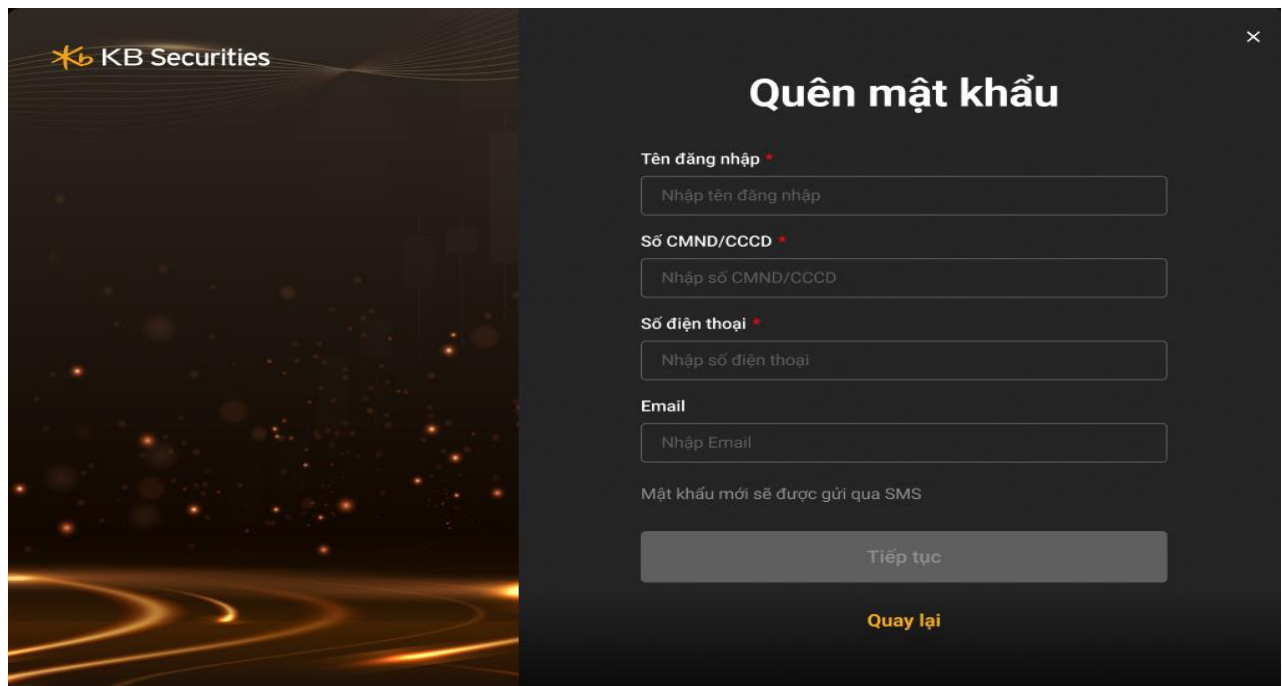 KB Securities
Quên mật khẩu
Tên đăng nhập *
Nhập tên đăng nhập
Số CMND/CCCD *
Nhập số CMND/CCCD
Số điện thoại *
Nhập số điện thoại
Email
Nhập Email
Mật khẩu mới sẽ được gửi qua SMS
Tiếp tục
Quay lại